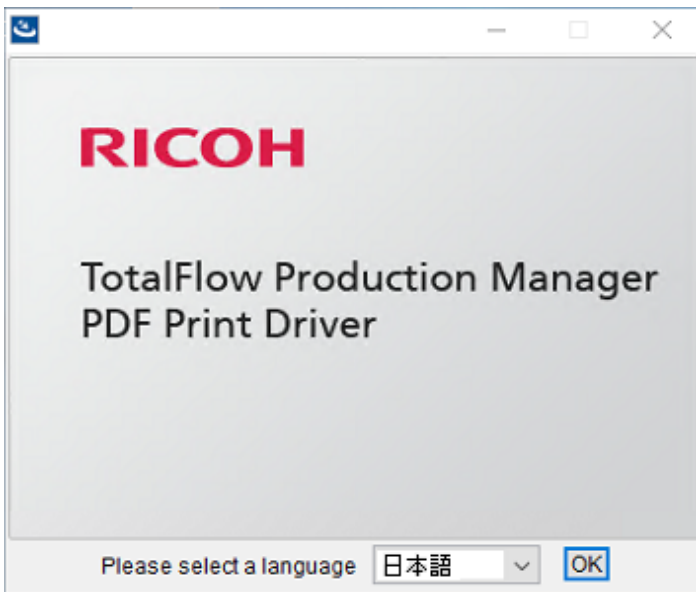 RICOH
TotalFlow Production Manager
PDF Print Driver
Please select a language 日本語 OK